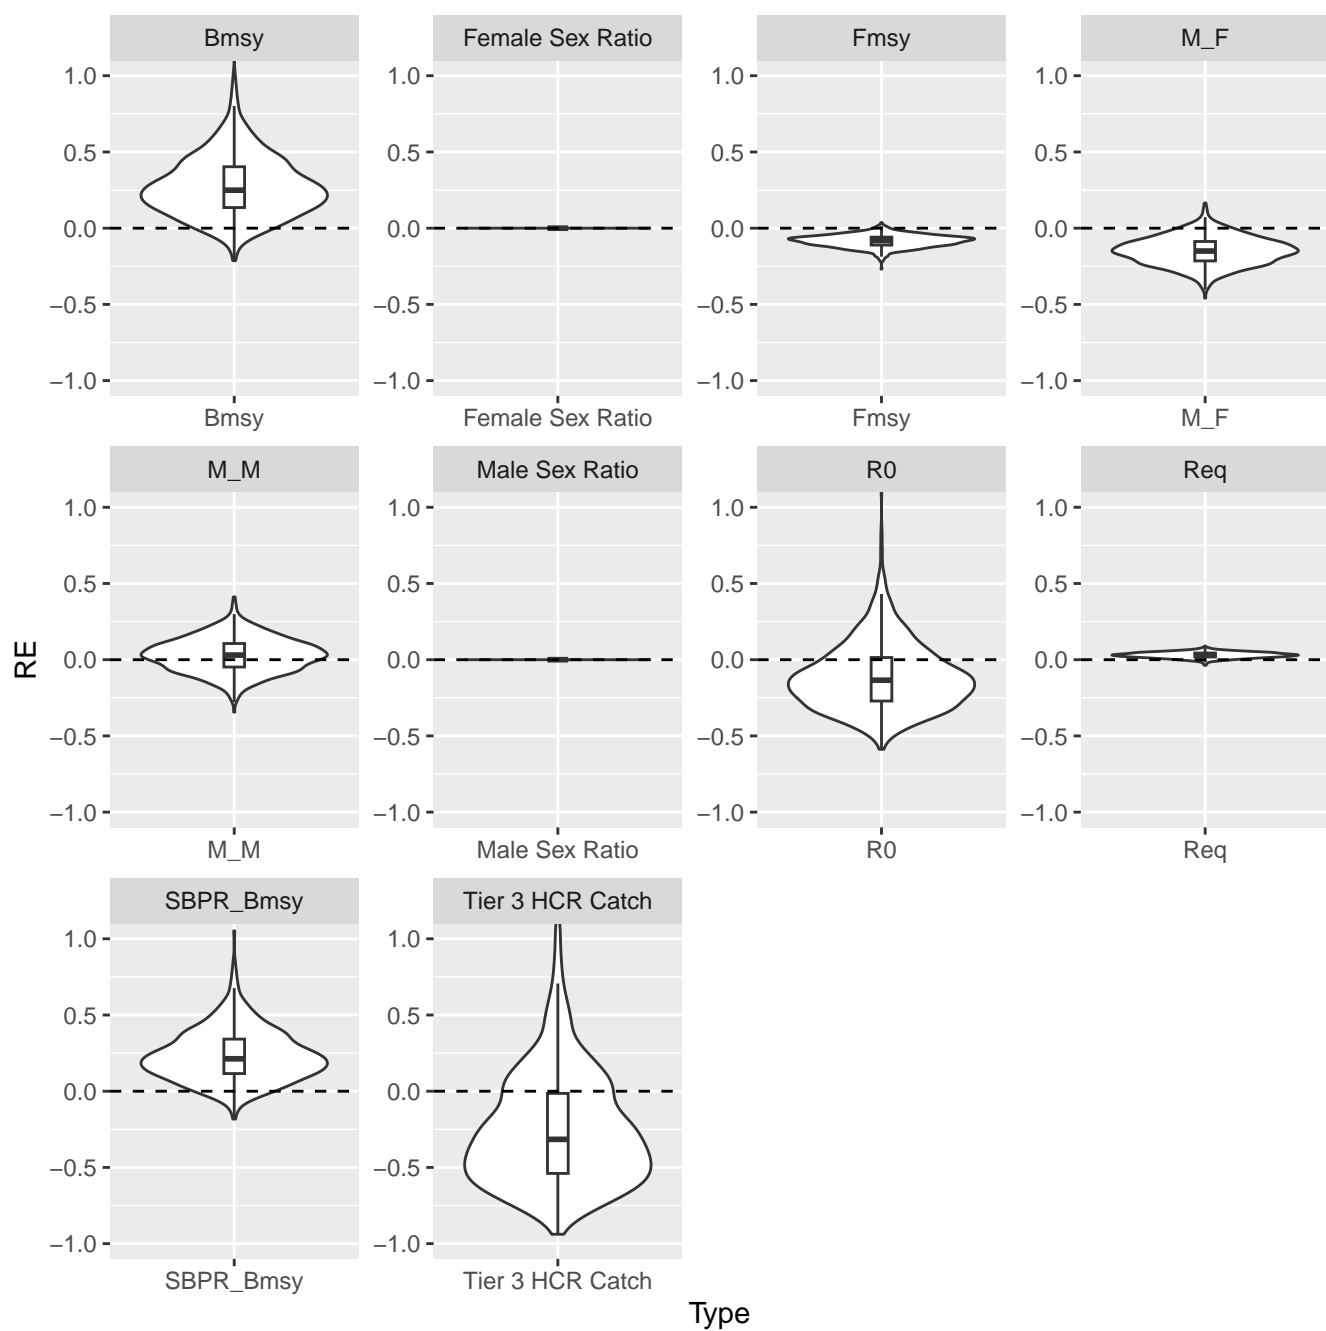 Bmsy Female Sex Ratio Fmsy M_F
1.0 1.0 1.0 1.0
0.5 0.5 0.5 0.5
0.0 0.0 0.0 0.0
−0.5 −0.5 −0.5 −0.5
−1.0 −1.0 −1.0 −1.0
Bmsy Female Sex Ratio Fmsy M_F
M_M Male Sex Ratio R0 Req
1.0 1.0 1.0 1.0
0.5 0.5 0.5 0.5
RE
0.0 0.0 0.0 0.0
−0.5 −0.5 −0.5 −0.5
−1.0 −1.0 −1.0 −1.0
M_M Male Sex Ratio R0 Req
SBPR_Bmsy Tier 3 HCR Catch
1.0 1.0
0.5 0.5
0.0 0.0
−0.5 −0.5
−1.0 −1.0
SBPR_Bmsy Tier 3 HCR Catch
Type